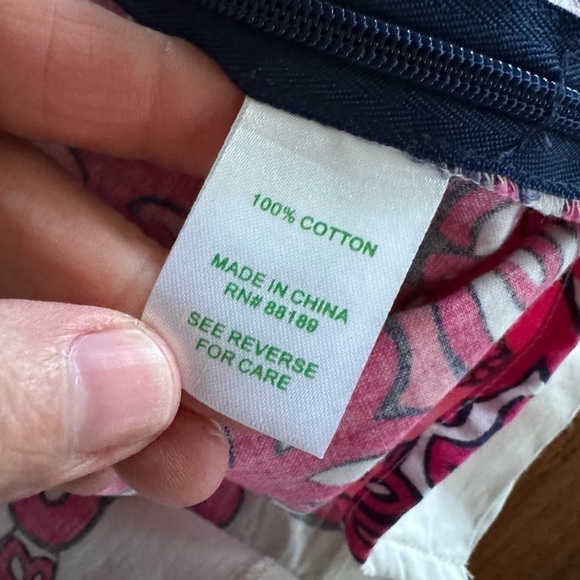 100% COTTON
MADE IN CHINA
RN# 88189
SEE REVERSE
FOR CARE